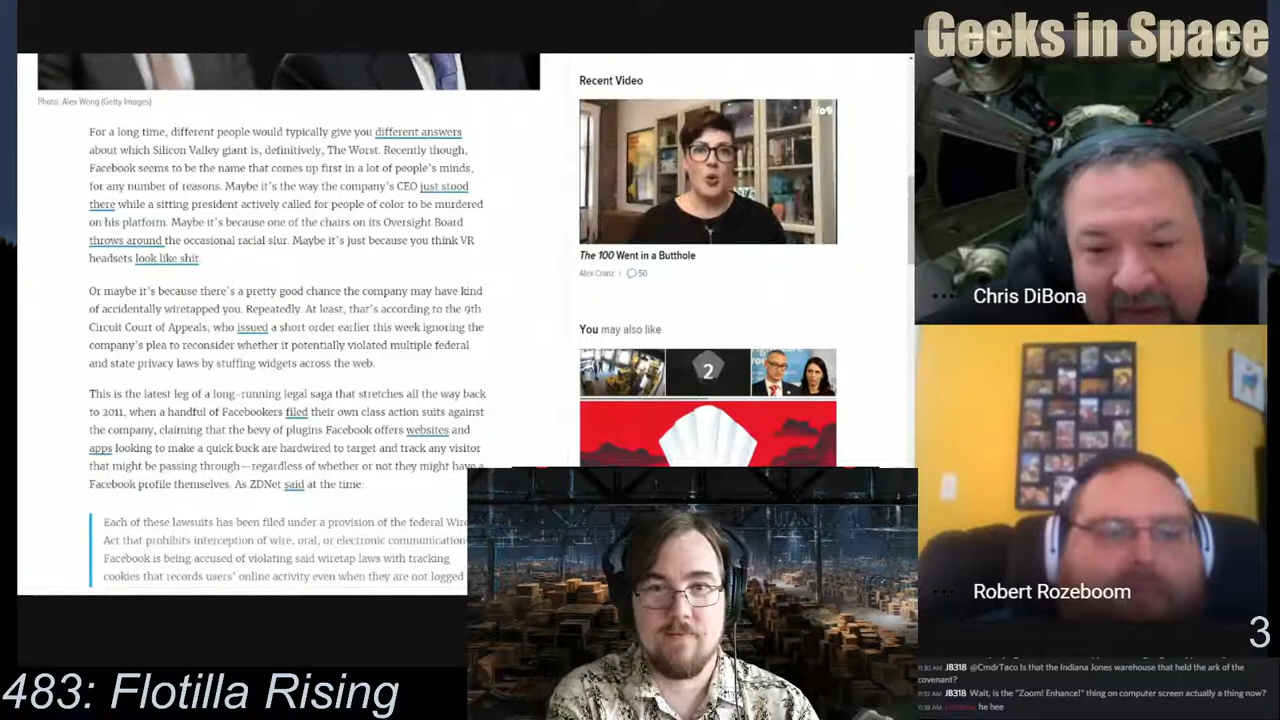 Geeks in Space
Photo: Alex Wong (Getty Images)
For a long time, different people would typically give you different answers
about which Silicon Valley giant is, definitively, The Worst. Recently though,
Facebook seems to be the name that comes up first in a lot of people's minds,
for any number of reasons. Maybe it's the way the company's CEO just stood
there while a sitting president actively called for people of color to be murdered
on his platform. Maybe it's because one of the chairs on its Oversight Board
throws around the occasional racial slur. Maybe it's just because you think VR
headsets look like shit.
Or maybe it's because there's a pretty good chance the company may have kind
of accidentally wiretapped you. Repeatedly. At least, that's according to the 9th
Circuit Court of Appeals, who issued a short order earlier this week ignoring the
company's plea to reconsider whether it potentially violated multiple federal
and state privacy laws by stuffing widgets across the web.
This is the latest leg of a long-running legal saga that stretches all the way back
to 2011, when a handful of Facebookers filed their own class action suits against
the company, claiming that the bevy of plugins Facebook offers websites and
apps looking to make a quick buck are hardwired to target and track any visitor
that might be passing through—regardless of whether or not they might have a
Facebook profile themselves. As ZDNet said at the time:
Each of these lawsuits has been filed under a provision of the federal Wire
Act that prohibits interception of wire, oral, or electronic communication
Facebook is being accused of violating said wiretap laws with tracking
cookies that records users' online activity even when they are not logged
Recent Video
io9
The 100 Went in a Butthole
Alex Cranz | 50
You may also like
2
Chris DiBona
Robert Rozeboom
3
11:30 AM JB318 @CmdrTaco Is that the Indiana Jones warehouse that held the ark of the
covenant?
11:32 AM JB318 Wait, is the "Zoom! Enhance!" thing on computer screen actually a thing now?
11:38 AM he hee
483: Flotilla Rising